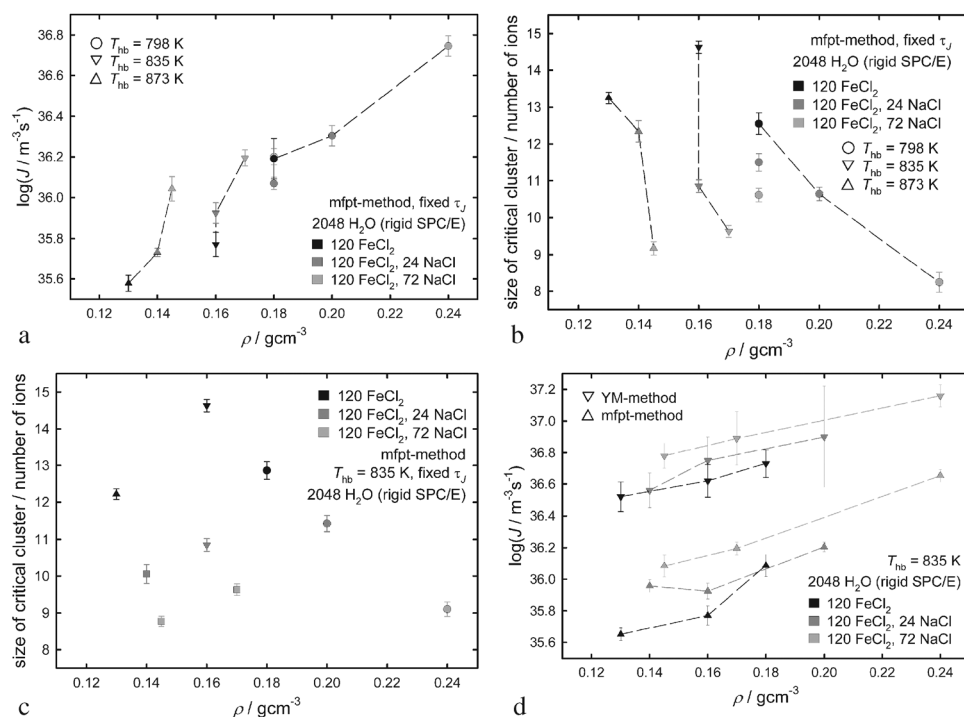 36.8
36.4
36.2
36.0
35.8
35.6
log(J / m⁻³s⁻¹)
T_hb = 798 K
T_hb = 835 K
T_hb = 873 K
mfpt-method, fixed τ_J
2048 H₂O (rigid SPC/E)
120 FeCl₂
120 FeCl₂, 24 NaCl
120 FeCl₂, 72 NaCl
0.12 0.14 0.16 0.18 0.20 0.22 0.24
ρ / gcm⁻³
a
15
14
13
12
11
10
9
8
size of critical cluster / number of ions
mfpt-method, fixed τ_J
2048 H₂O (rigid SPC/E)
120 FeCl₂
120 FeCl₂, 24 NaCl
120 FeCl₂, 72 NaCl
T_hb = 798 K
T_hb = 835 K
T_hb = 873 K
0.12 0.14 0.16 0.18 0.20 0.22 0.24
ρ / gcm⁻³
b
15
14
13
12
11
10
9
8
size of critical cluster / number of ions
120 FeCl₂
120 FeCl₂, 24 NaCl
120 FeCl₂, 72 NaCl
mfpt-method
T_hb = 835 K, fixed τ_J
2048 H₂O (rigid SPC/E)
0.12 0.14 0.16 0.18 0.20 0.22 0.24
ρ / gcm⁻³
c
37.2
36.8
36.4
36.0
35.6
log(J / m⁻³s⁻¹)
YM-method
mfpt-method
T_hb = 835 K
2048 H₂O (rigid SPC/E)
120 FeCl₂
120 FeCl₂, 24 NaCl
120 FeCl₂, 72 NaCl
0.12 0.14 0.16 0.18 0.20 0.22 0.24
ρ / gcm⁻³
d